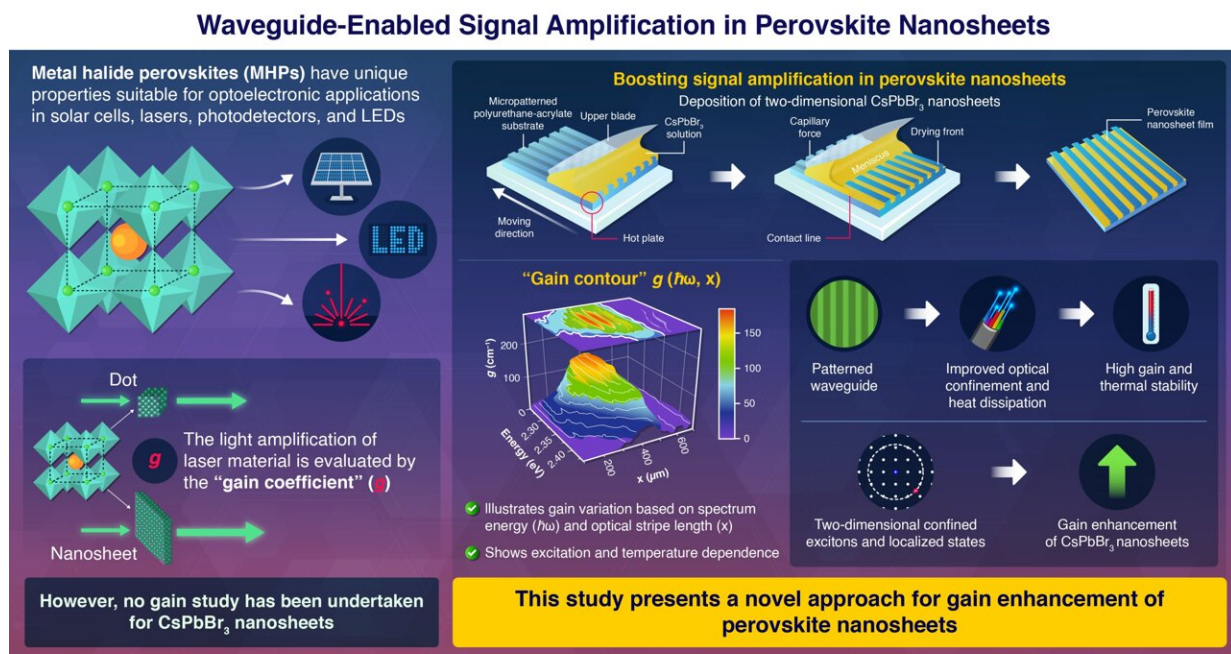 Waveguide-Enabled Signal Amplification in Perovskite Nanosheets
Metal halide perovskites (MHPs) have unique
properties suitable for optoelectronic applications
in solar cells, lasers, photodetectors, and LEDs
LED
Dot
g
The light amplification of
laser material is evaluated by
the “gain coefficient” (g)
Nanosheet
However, no gain study has been undertaken
for CsPbBr₃ nanosheets
Boosting signal amplification in perovskite nanosheets
Deposition of two-dimensional CsPbBr₃ nanosheets
Micropatterned
polyurethane-acrylate
substrate
Upper blade
CsPbBr₃
solution
Moving
direction
Hot plate
Capillary
force
Drying front
Meniscus
Contact line
Perovskite
nanosheet film
“Gain contour” g (ℏω, x)
g (cm⁻¹)
200
100
0
2.30
2.35
2.40
Energy (eV)
200
400
600
x (µm)
150
100
50
0
Illustrates gain variation based on spectrum
energy (ℏω) and optical stripe length (x)
Shows excitation and temperature dependence
Patterned
waveguide
Improved optical
confinement and
heat dissipation
High gain and
thermal stability
Two-dimensional confined
excitons and localized states
Gain enhancement
of CsPbBr₃ nanosheets
This study presents a novel approach for gain enhancement of
perovskite nanosheets